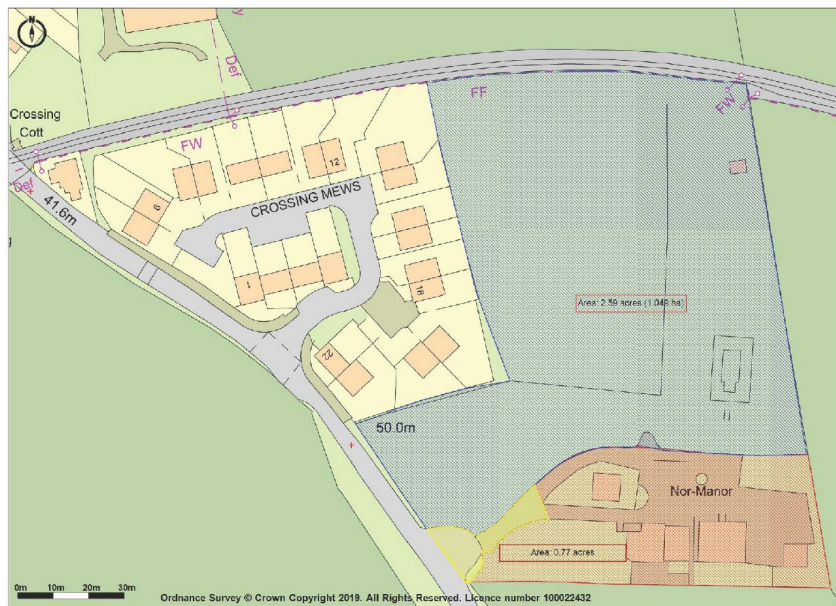 N
Def
y
Crossing
Cott
FW
FF
FW
12
CROSSING MEWS
Def
41.6m
9
1
18
Area: 2.59 acres (1.049 ha)
22
50.0m
Nor-Manor
Area: 0.77 acres
0m 10m 20m 30m
Ordnance Survey © Crown Copyright 2019. All Rights Reserved. Licence number 100022432